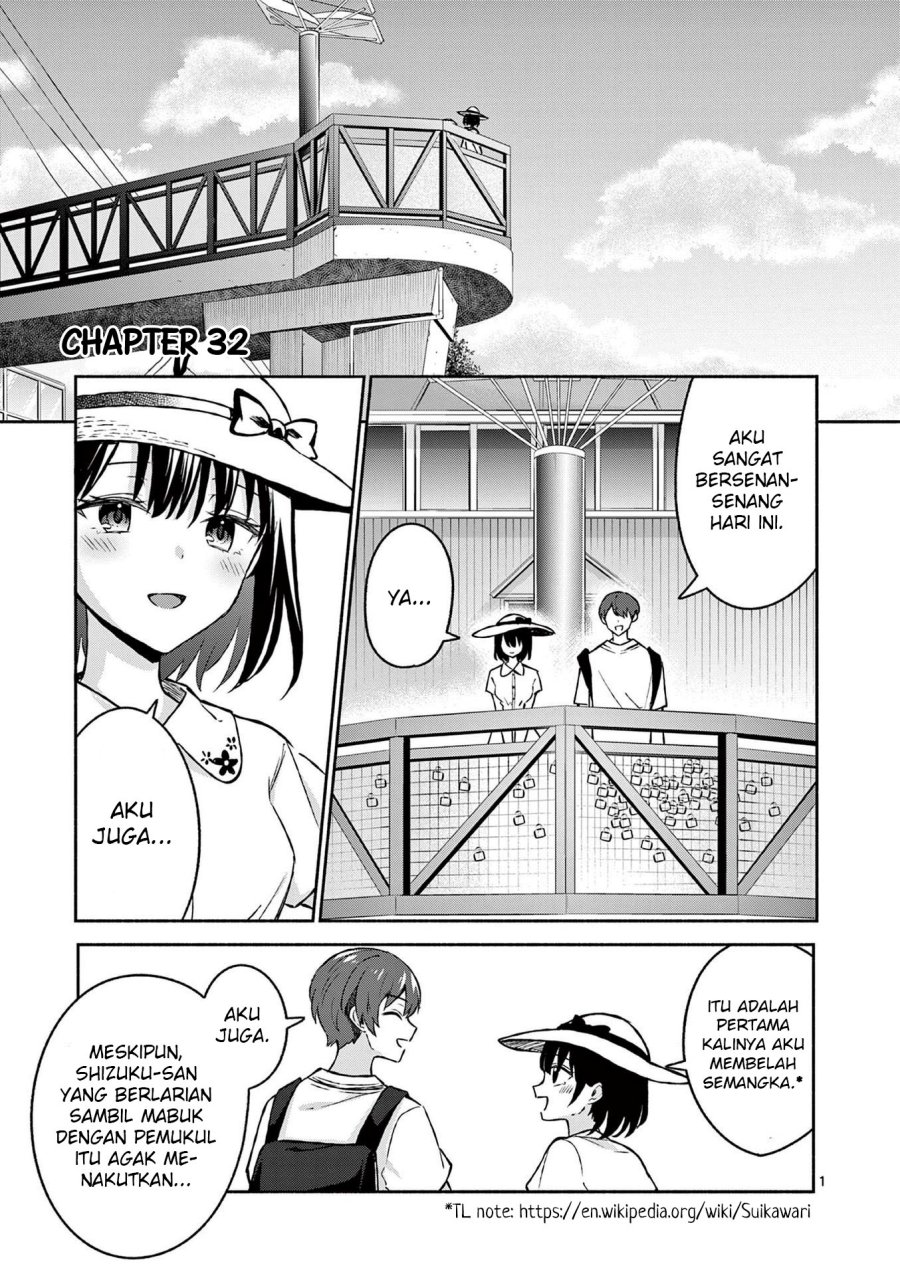 CHAPTER 32
AKU
SANGAT
BERSENAN-
SENANG
HARI INI.
YA...
AKU
JUGA...
ITU ADALAH
PERTAMA
KALINYA AKU
MEMBELAH
SEMANGKA.*
AKU
JUGA.
MESKIPUN,
SHIZUKU-SAN
YANG BERLARIAN
SAMBIL MABUK
DENGAN PEMUKUL
ITU AGAK ME-
NAKUTKAN...
1
*TL note: https://en.wikipedia.org/wiki/Suikawari